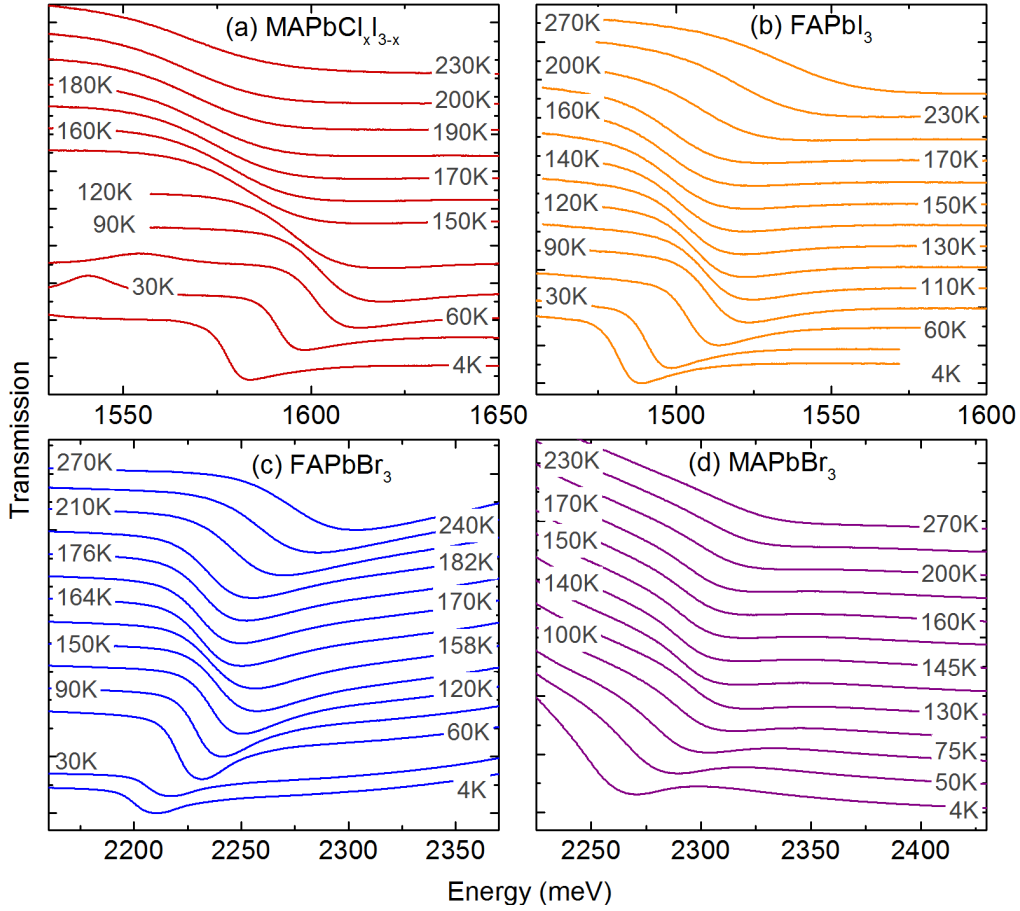 Transmission
(a) MAPbClxI3-x
230K
200K
180K
190K
160K
170K
120K
150K
90K
30K
60K
4K
1550
1600
1650
(b) FAPbI3
270K
200K
230K
160K
170K
140K
150K
120K
130K
90K
110K
30K
60K
4K
1500
1550
1600
(c) FAPbBr3
270K
210K
240K
176K
182K
164K
170K
150K
158K
90K
120K
60K
30K
4K
2200
2250
2300
2350
(d) MAPbBr3
230K
270K
170K
200K
150K
160K
140K
145K
100K
130K
75K
50K
4K
2250
2300
2350
2400
Energy (meV)